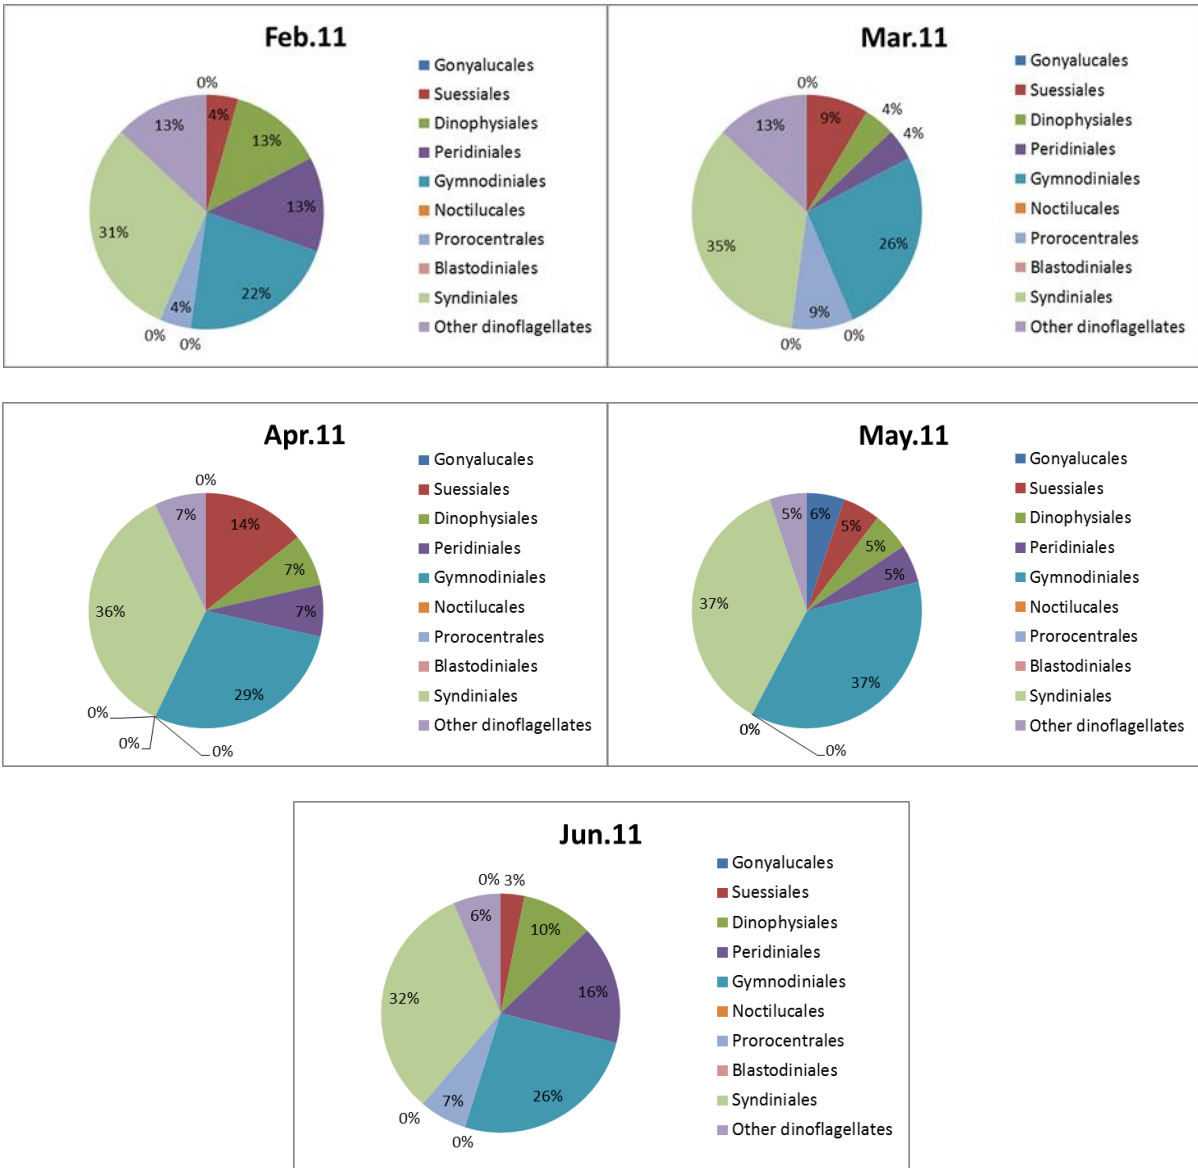 Feb.11
0%
4%
13%
13%
22%
0%
4%
0%
31%
13%
Gonyalucales
Suessiales
Dinophysiales
Peridiniales
Gymnodiniales
Noctilucales
Prorocentrales
Blastodiniales
Syndiniales
Other dinoflagellates
Mar.11
0%
9%
4%
4%
26%
0%
9%
0%
35%
13%
Gonyalucales
Suessiales
Dinophysiales
Peridiniales
Gymnodiniales
Noctilucales
Prorocentrales
Blastodiniales
Syndiniales
Other dinoflagellates
Apr.11
0%
14%
7%
7%
29%
0%
0%
0%
36%
7%
Gonyalucales
Suessiales
Dinophysiales
Peridiniales
Gymnodiniales
Noctilucales
Prorocentrales
Blastodiniales
Syndiniales
Other dinoflagellates
May.11
6%
5%
5%
5%
37%
0%
0%
37%
5%
Gonyalucales
Suessiales
Dinophysiales
Peridiniales
Gymnodiniales
Noctilucales
Prorocentrales
Blastodiniales
Syndiniales
Other dinoflagellates
Jun.11
0%
3%
10%
16%
26%
0%
7%
0%
32%
6%
Gonyalucales
Suessiales
Dinophysiales
Peridiniales
Gymnodiniales
Noctilucales
Prorocentrales
Blastodiniales
Syndiniales
Other dinoflagellates